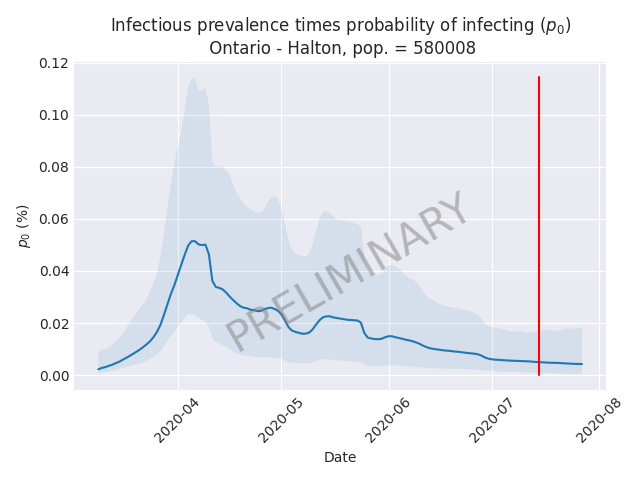 Infectious prevalence times probability of infecting (p₀)
Ontario - Halton, pop. = 580008
0.12
0.10
0.08
0.06
0.04
0.02
0.00
p₀ (%)
PRELIMINARY
2020-04
2020-05
2020-06
2020-07
2020-08
Date